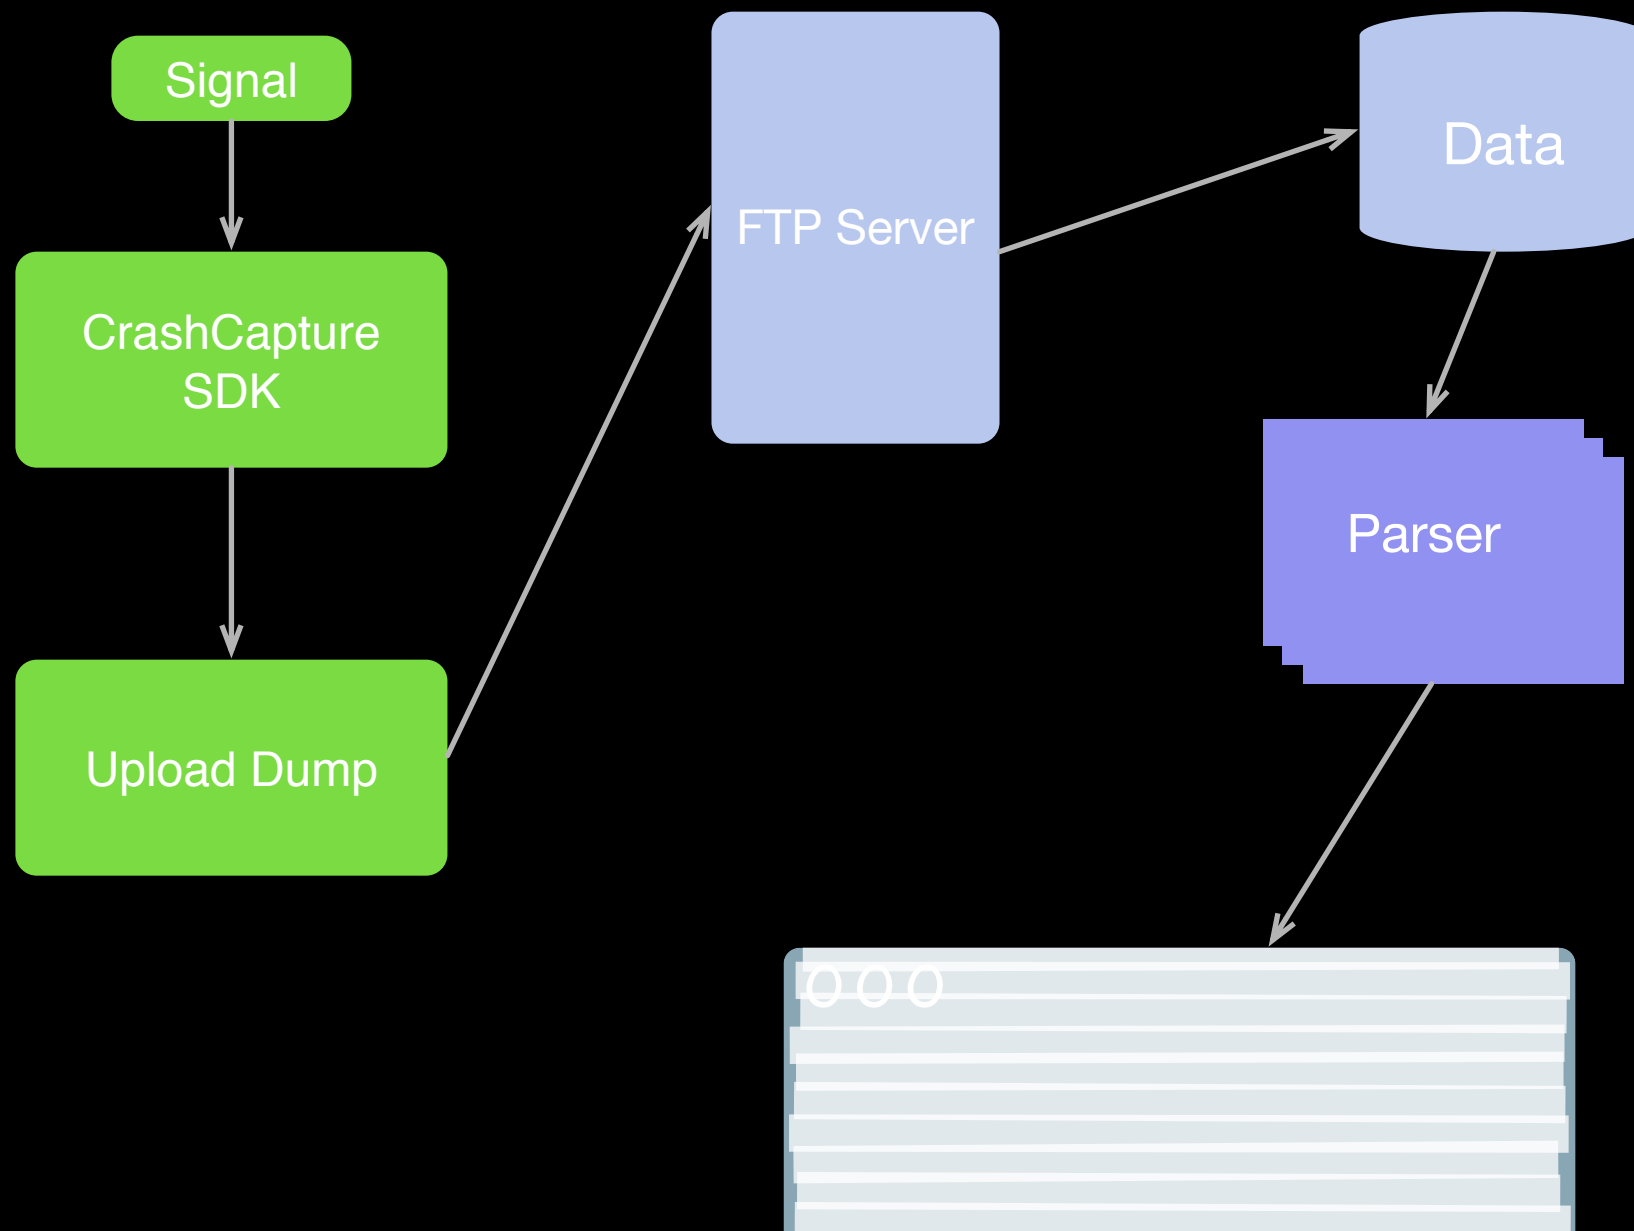 Signal
CrashCapture
SDK
Upload Dump
FTP Server
Data
Parser